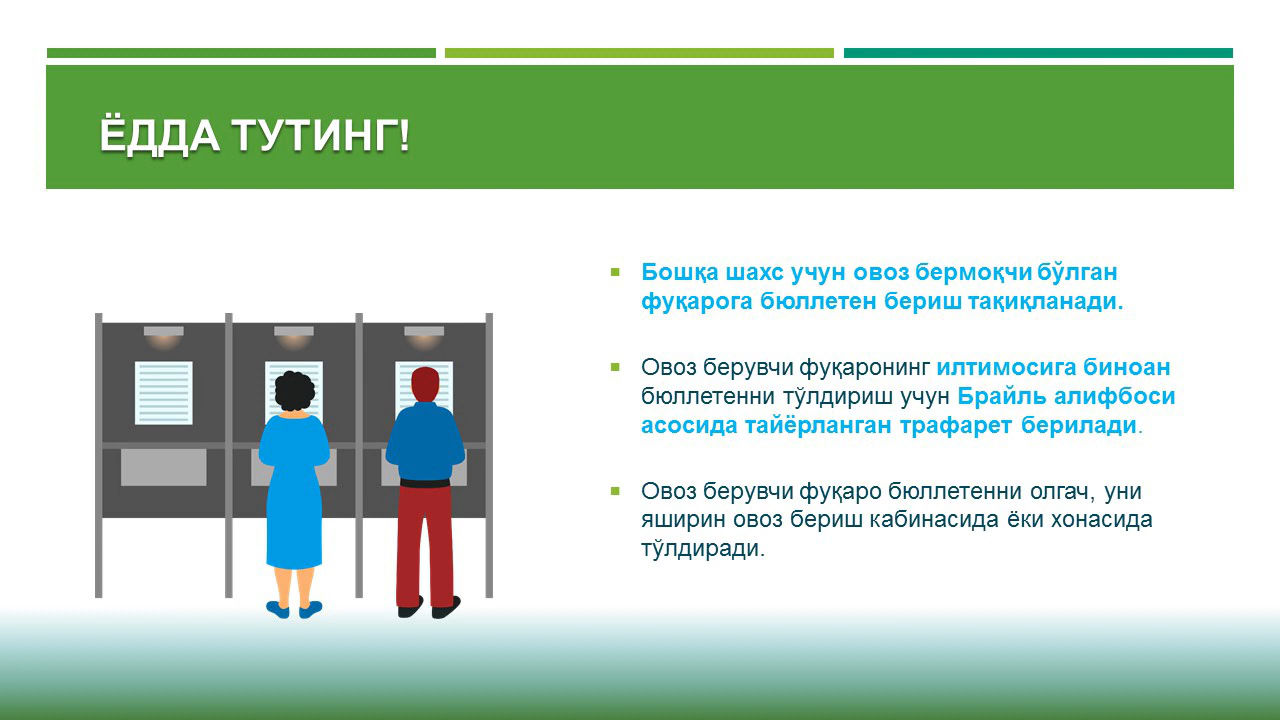 ЁДДА ТУТИНГ!
Бошқа шахс учун овоз бермоқчи бўлган
фуқарога бюллетен бериш тақиқланади.
Овоз берувчи фуқаронинг илтимосига биноан
бюллетенни тўлдириш учун Брайль алифбоси
асосида тайёрланган трафарет берилади.
Овоз берувчи фуқаро бюллетенни олгач, уни
яширин овоз бериш кабинасида ёки хонасида
тўлдиради.